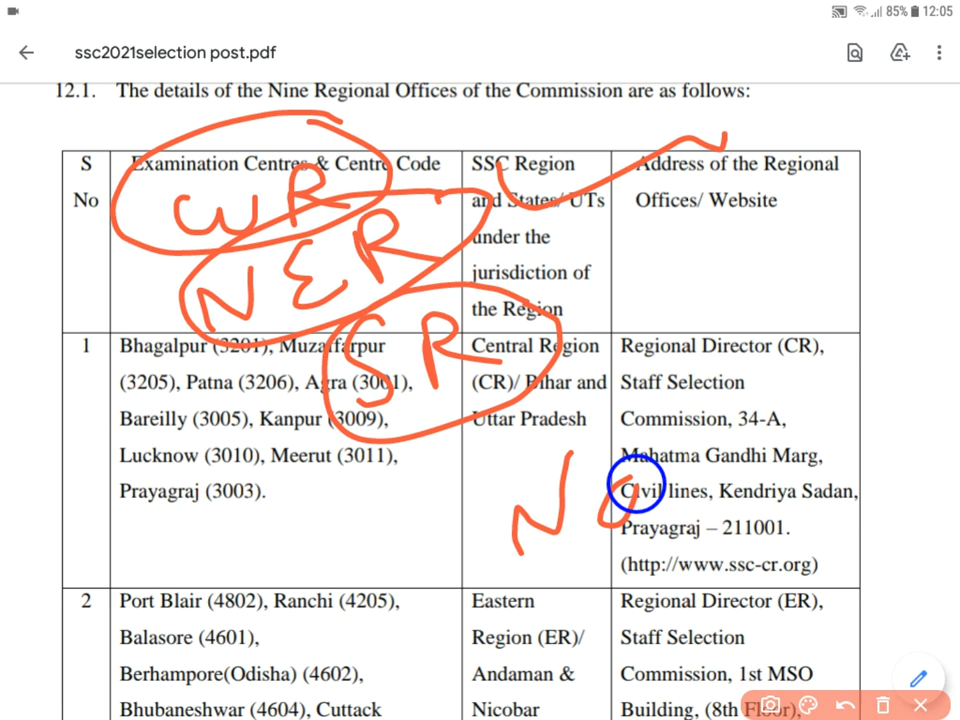 85% 12:05
ssc2021selection post.pdf
12.1. The details of the Nine Regional Offices of the Commission are as follows:
S No
Examination Centres & Centre Code
SSC Region and States/ UTs under the jurisdiction of the Region
Address of the Regional Offices/ Website
WR
NER
SR
1
Bhagalpur (3201), Muzaffarpur
(3205), Patna (3206), Agra (3001),
Bareilly (3005), Kanpur (3009),
Lucknow (3010), Meerut (3011),
Prayagraj (3003).
Central Region
(CR)/ Bihar and
Uttar Pradesh
Regional Director (CR),
Staff Selection
Commission, 34-A,
Mahatma Gandhi Marg,
Civil lines, Kendriya Sadan,
Prayagraj – 211001.
(http://www.ssc-cr.org)
N
2
Port Blair (4802), Ranchi (4205),
Balasore (4601),
Berhampore(Odisha) (4602),
Bhubaneshwar (4604), Cuttack
Eastern
Region (ER)/
Andaman &
Nicobar
Regional Director (ER),
Staff Selection
Commission, 1st MSO
Building, (8th Floor),